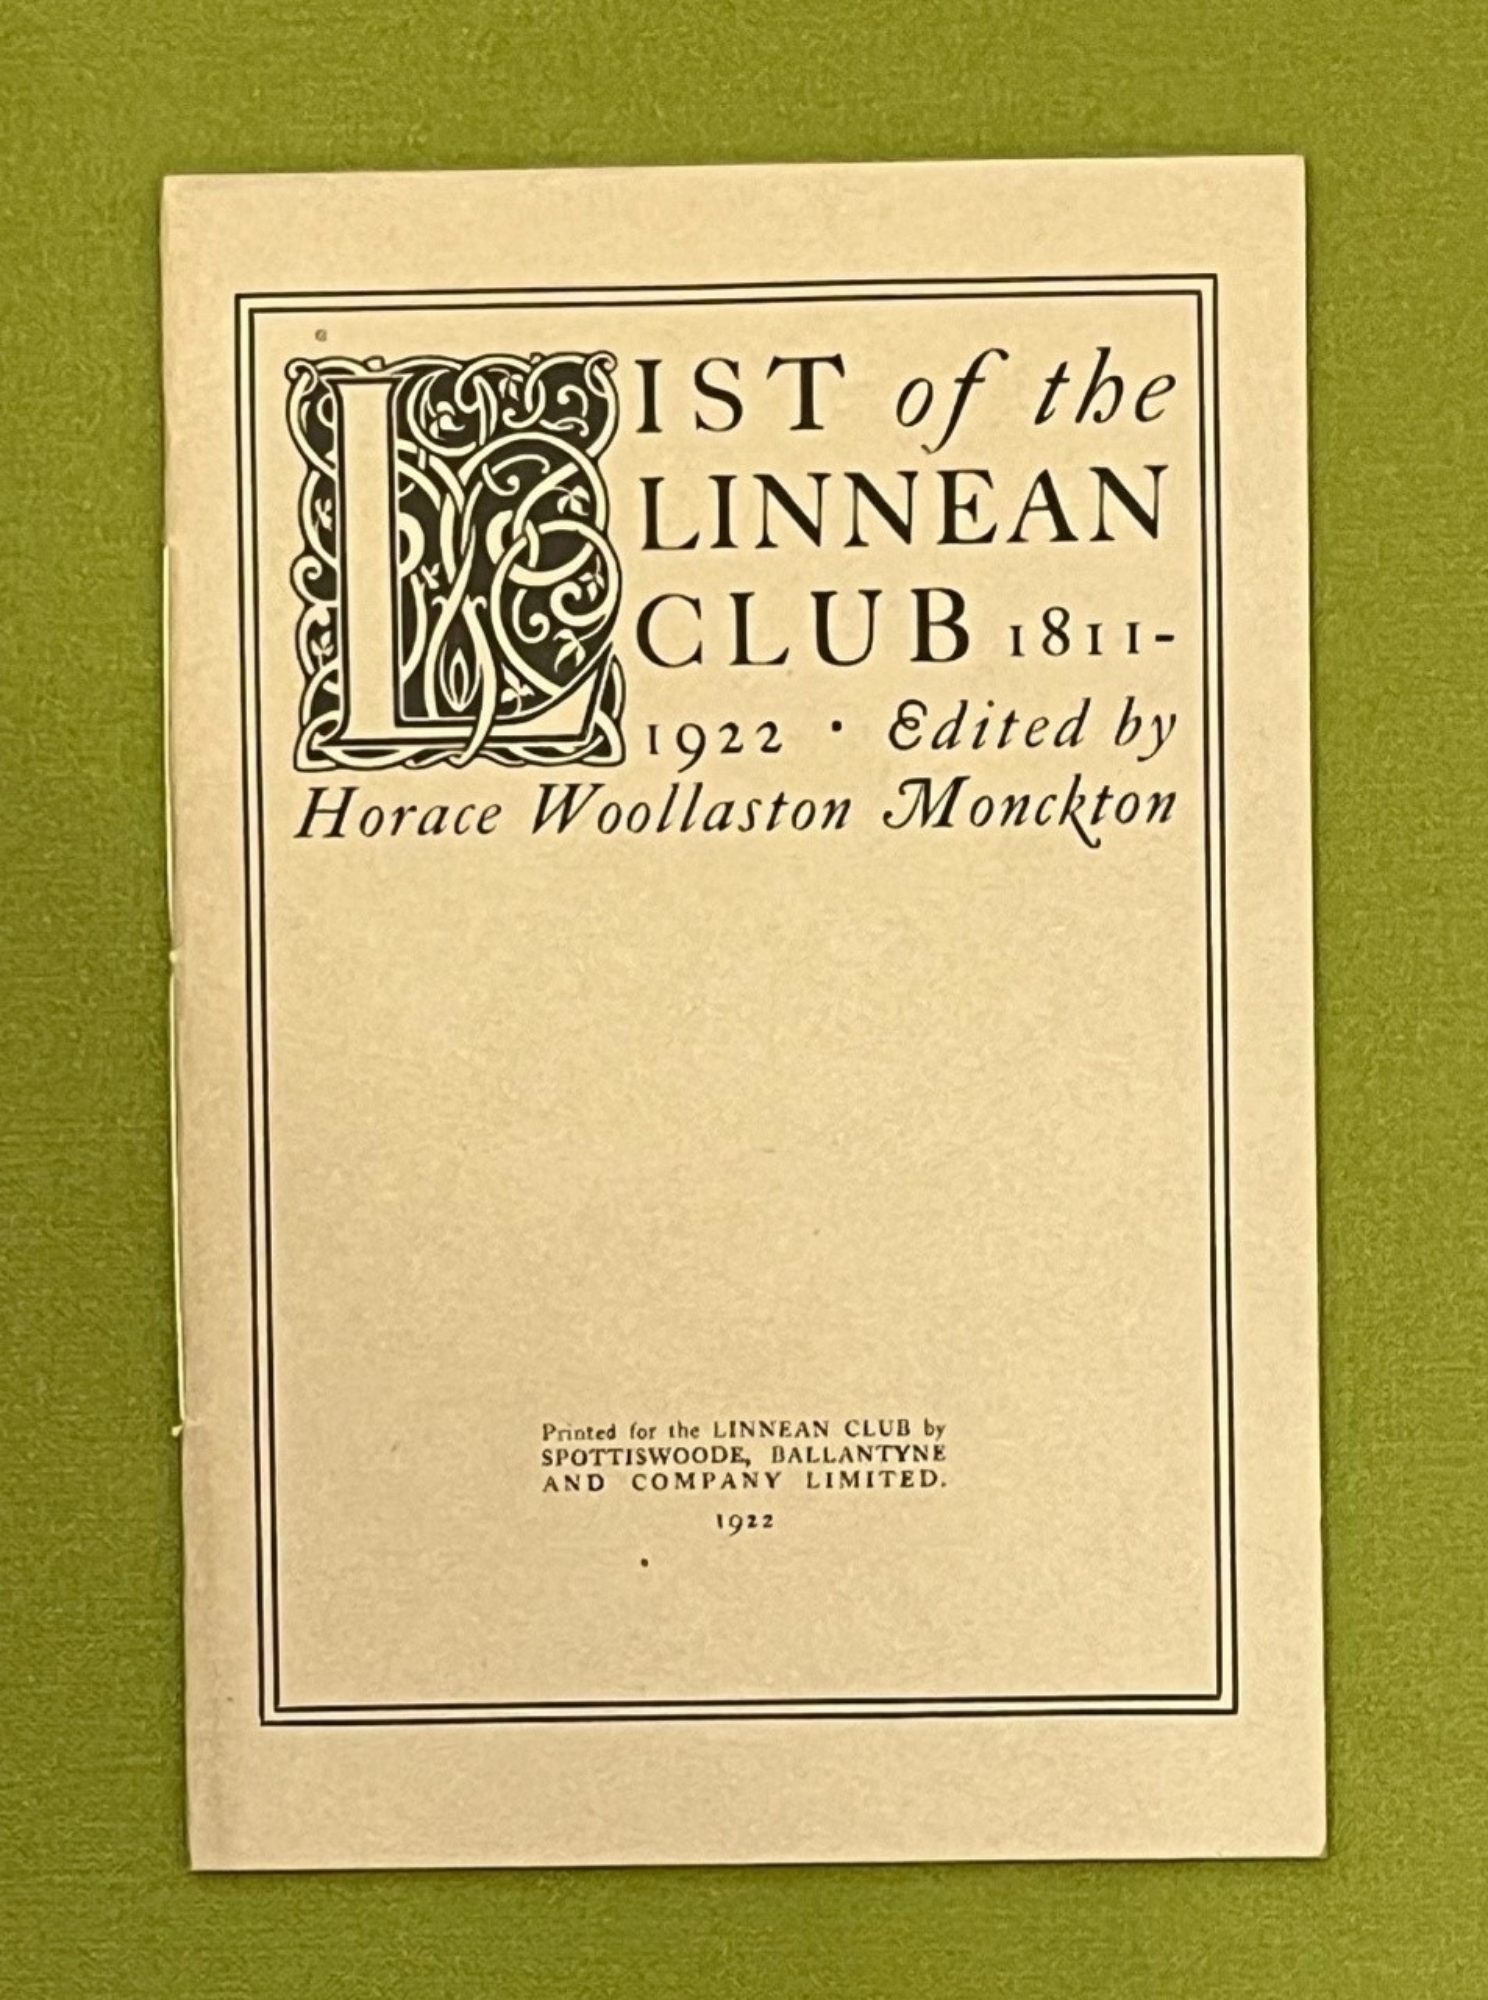 LIST of the
LINNEAN
CLUB 1811-
1922 · Edited by
Horace Woollaston Monckton
Printed for the LINNEAN CLUB by
SPOTTISWOODE, BALLANTYNE
AND COMPANY LIMITED.
1922